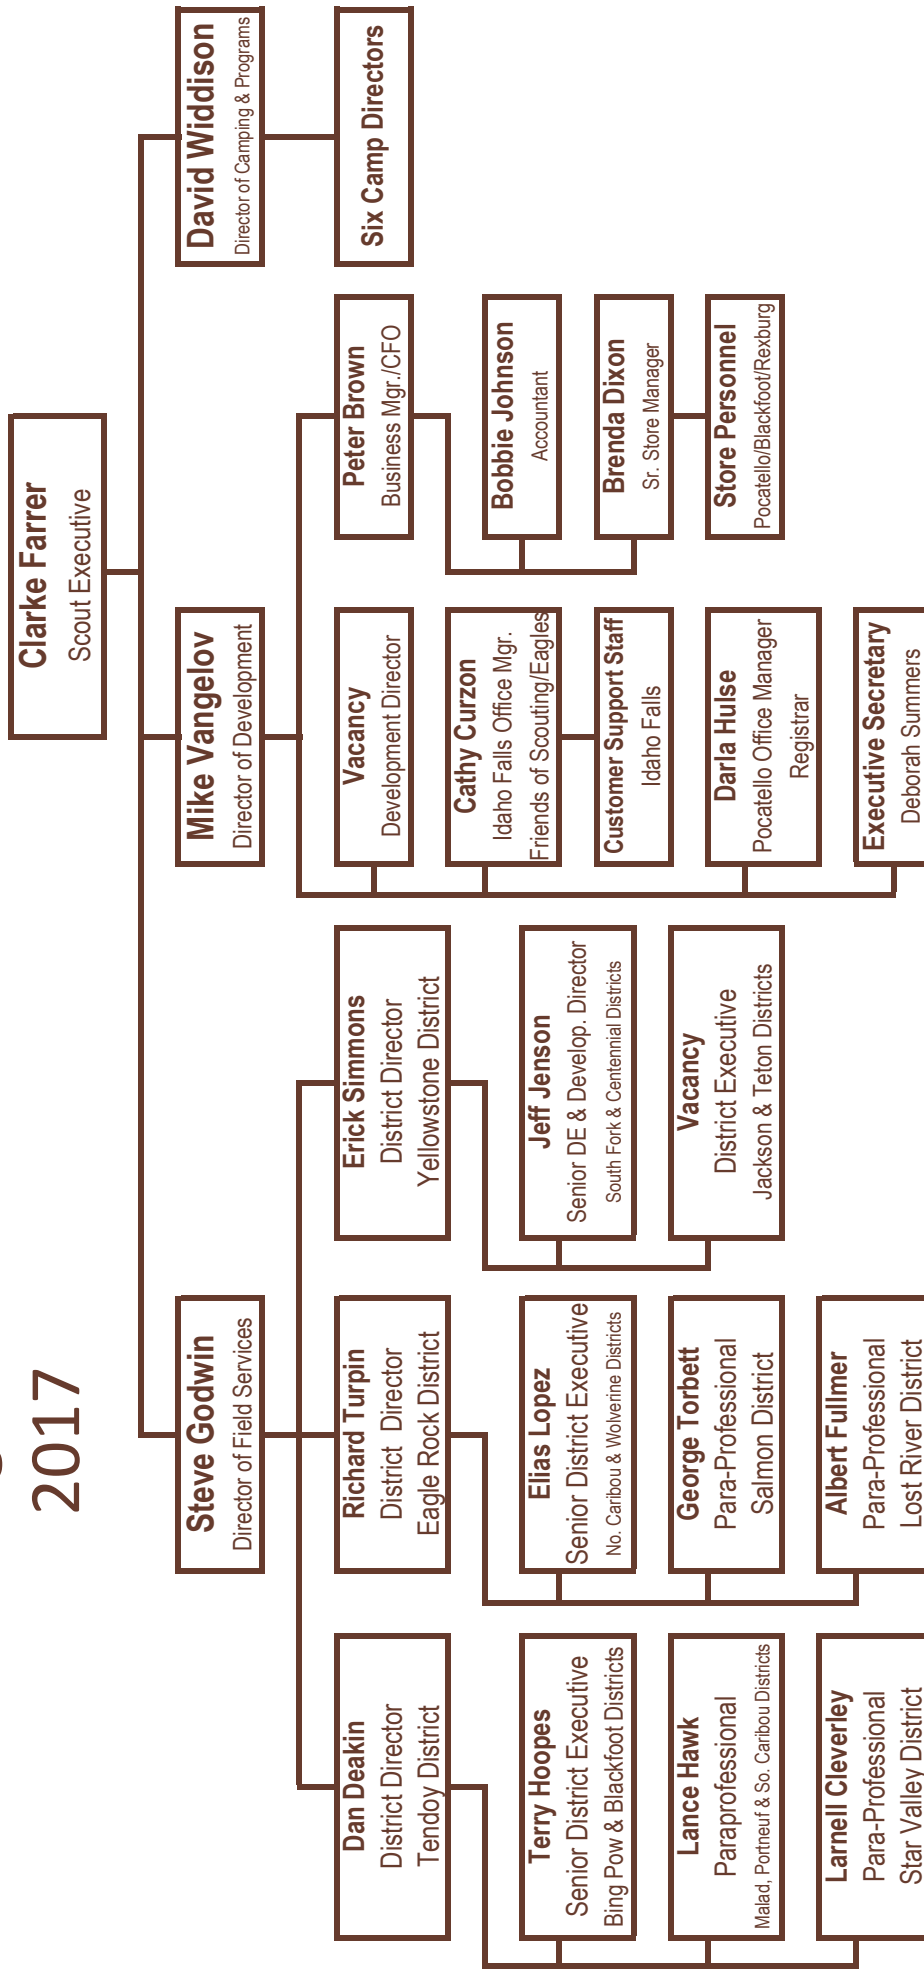 2017
Clarke Farrer
Scout Executive
Steve Godwin
Director of Field Services
Mike Vangelov
Director of Development
David Widdison
Director of Camping & Programs
Dan Deakin
District Director
Tendoy District
Richard Turpin
District Director
Eagle Rock District
Erick Simmons
District Director
Yellowstone District
Vacancy
Development Director
Peter Brown
Business Mgr./CFO
Six Camp Directors
Terry Hoopes
Senior District Executive
Bing Pow & Blackfoot Districts
Elias Lopez
Senior District Executive
No. Caribou & Wolverine Districts
Jeff Jenson
Senior DE & Develop. Director
South Fork & Centennial Districts
Cathy Curzon
Idaho Falls Office Mgr.
Friends of Scouting/Eagles
Bobbie Johnson
Accountant
Customer Support Staff
Idaho Falls
Brenda Dixon
Sr. Store Manager
Lance Hawk
Paraprofessional
Malad, Portneuf & So. Caribou Districts
George Torbett
Para-Professional
Salmon District
Vacancy
District Executive
Jackson & Teton Districts
Darla Hulse
Pocatello Office Manager
Registrar
Store Personnel
Pocatello/Blackfoot/Rexburg
Larnell Cleverley
Para-Professional
Star Valley District
Albert Fullmer
Para-Professional
Lost River District
Executive Secretary
Deborah Summers